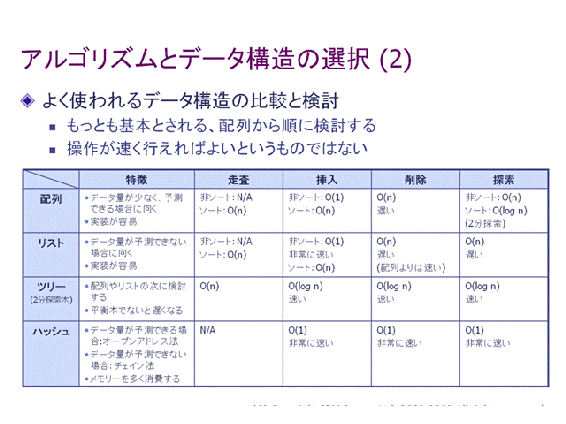 アルゴリズムとデータ構造の選択 (2)
よく使われるデータ構造の比較と検討
もっとも基本とされる、配列から順に検討する
操作が速く行えればよいというものではない
特徴 走査 挿入 削除 探索
配列
•データ量が少なく、予測
できる場合に向く
•実装が容易
非ソート: N/A
ソート: O(n)
非ソート: O(1)
ソート: O(n)
O(n)
遅い
非ソート: O(n)
ソート: O(log n)
(2分探索)
リスト
•データ量が予測できない
場合に向く
•実装が容易
非ソート: N/A
ソート: O(n)
非ソート: O(1)
非常に速い
ソート: O(n)
O(n)
遅い
(配列よりは速い)
O(n)
遅い
ツリー
(2分探索木)
•配列やリストの次に検討
する
•平衡木でないと遅くなる
O(n)
O(log n)
速い
O(log n)
速い
O(log n)
速い
ハッシュ
•データ量が予測できる場
合:オープンアドレス法
•データ量が予測できない
場合: チェイン法
•メモリーを多く消費する
N/A
O(1)
非常に速い
O(1)
非常に速い
O(1)
非常に速い